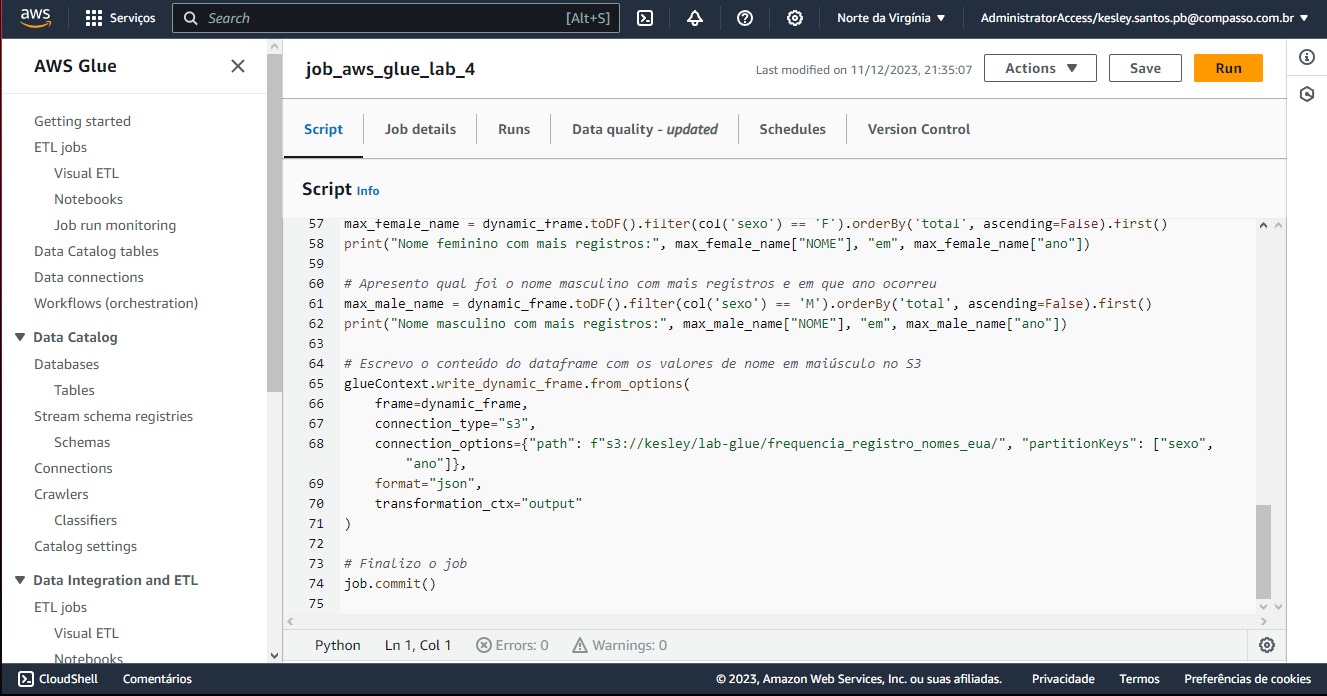 aws
Serviços
Search
[Alt+S]
Norte da Virgínia ▼
AdministratorAccess/kesley.santos.pb@compasso.com.br ▼
AWS Glue
Getting started
ETL jobs
Visual ETL
Notebooks
Job run monitoring
Data Catalog tables
Data connections
Workflows (orchestration)
Data Catalog
Databases
Tables
Stream schema registries
Schemas
Connections
Crawlers
Classifiers
Catalog settings
Data Integration and ETL
ETL jobs
Visual ETL
Notebooks
job_aws_glue_lab_4
Last modified on 11/12/2023, 21:35:07
Actions ▼
Save
Run
Script
Job details
Runs
Data quality - updated
Schedules
Version Control
Script Info
57 max_female_name = dynamic_frame.toDF().filter(col('sexo') == 'F').orderBy('total', ascending=False).first()
58 print("Nome feminino com mais registros:", max_female_name["NOME"], "em", max_female_name["ano"])
59
60 # Apresento qual foi o nome masculino com mais registros e em que ano ocorreu
61 max_male_name = dynamic_frame.toDF().filter(col('sexo') == 'M').orderBy('total', ascending=False).first()
62 print("Nome masculino com mais registros:", max_male_name["NOME"], "em", max_male_name["ano"])
63
64 # Escrevo o conteúdo do dataframe com os valores de nome em maiúsculo no S3
65 glueContext.write_dynamic_frame.from_options(
66 frame=dynamic_frame,
67 connection_type="s3",
68 connection_options={"path": f"s3://kesley/lab-glue/frequencia_registro_nomes_eua/", "partitionKeys": ["sexo",
"ano"]},
69 format="json",
70 transformation_ctx="output"
71 )
72
73 # Finalizo o job
74 job.commit()
75
Python
Ln 1, Col 1
Errors: 0
Warnings: 0
CloudShell
Comentários
© 2023, Amazon Web Services, Inc. ou suas afiliadas.
Privacidade
Termos
Preferências de cookies